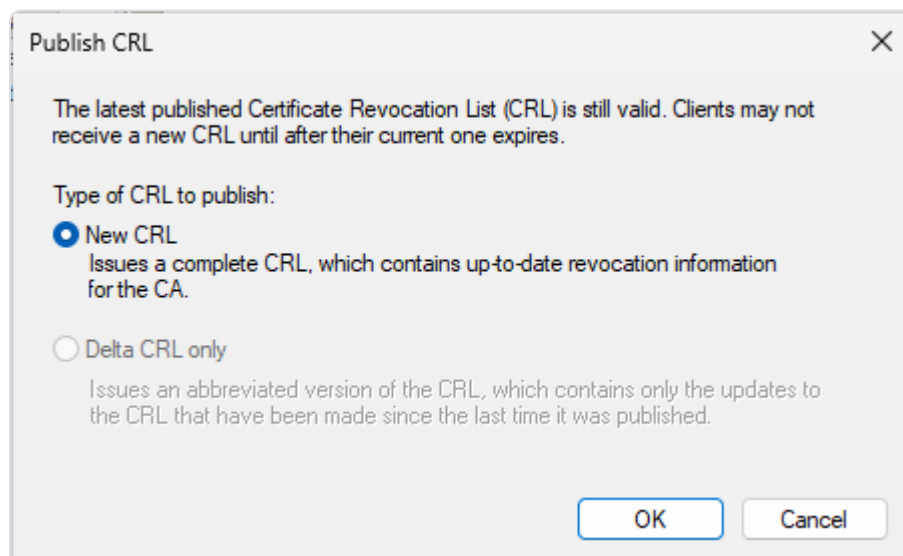 Publish CRL
The latest published Certificate Revocation List (CRL) is still valid. Clients may not
receive a new CRL until after their current one expires.
Type of CRL to publish:
New CRL
Issues a complete CRL, which contains up-to-date revocation information
for the CA.
Delta CRL only
Issues an abbreviated version of the CRL, which contains only the updates to
the CRL that have been made since the last time it was published.
OK Cancel